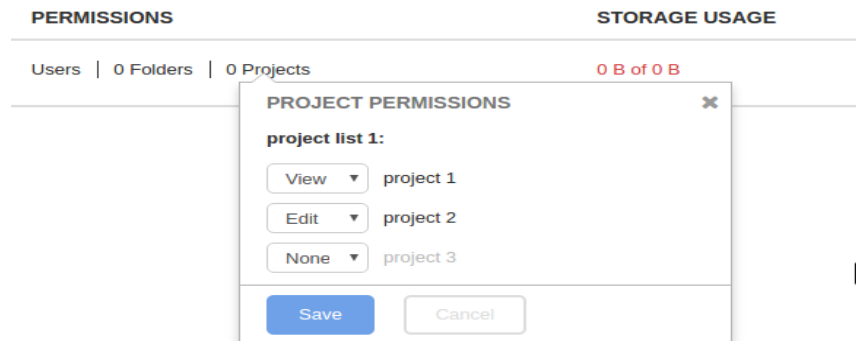 PERMISSIONS STORAGE USAGE
Users | 0 Folders | 0 Projects 0 B of 0 B
PROJECT PERMISSIONS ✖
project list 1:
View ▼ project 1
Edit ▼ project 2
None ▼ project 3
Save Cancel